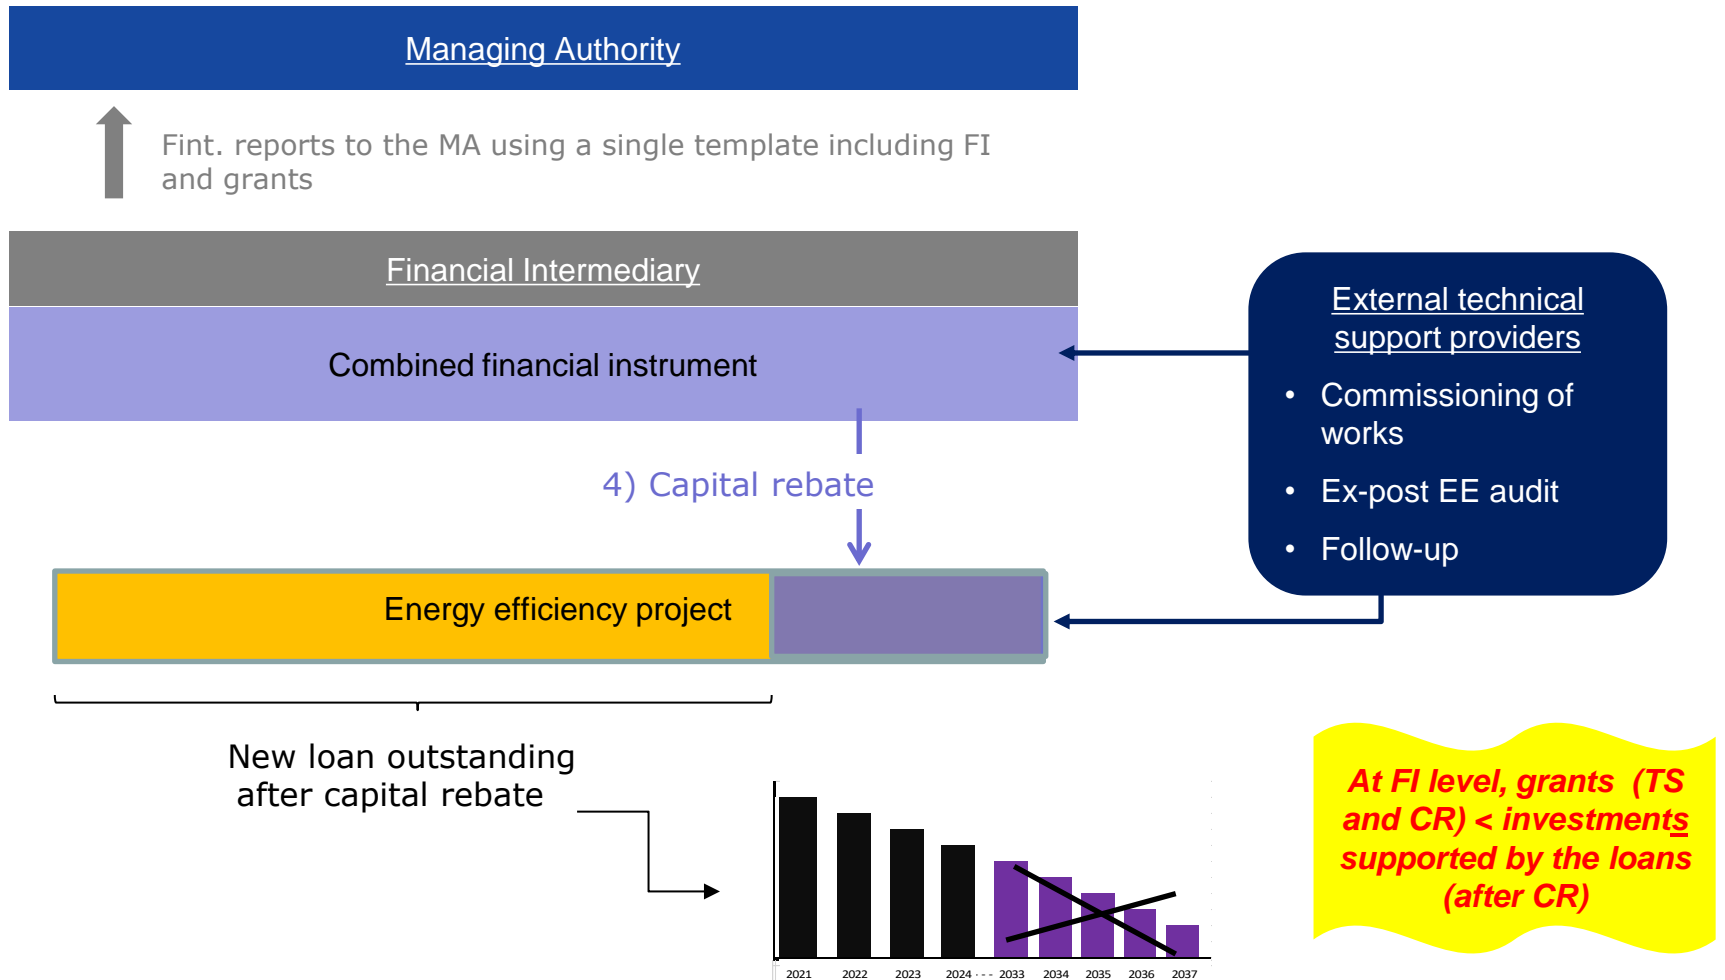 Managing Authority
Fint. reports to the MA using a single template including FI
and grants
Financial Intermediary
Combined financial instrument
External technical
support providers
• Commissioning of
works
• Ex-post EE audit
• Follow-up
4) Capital rebate
Energy efficiency project
New loan outstanding
after capital rebate
At FI level, grants (TS
and CR) < investments
supported by the loans
(after CR)
2021 2022 2023 2024 --- 2033 2034 2035 2036 2037